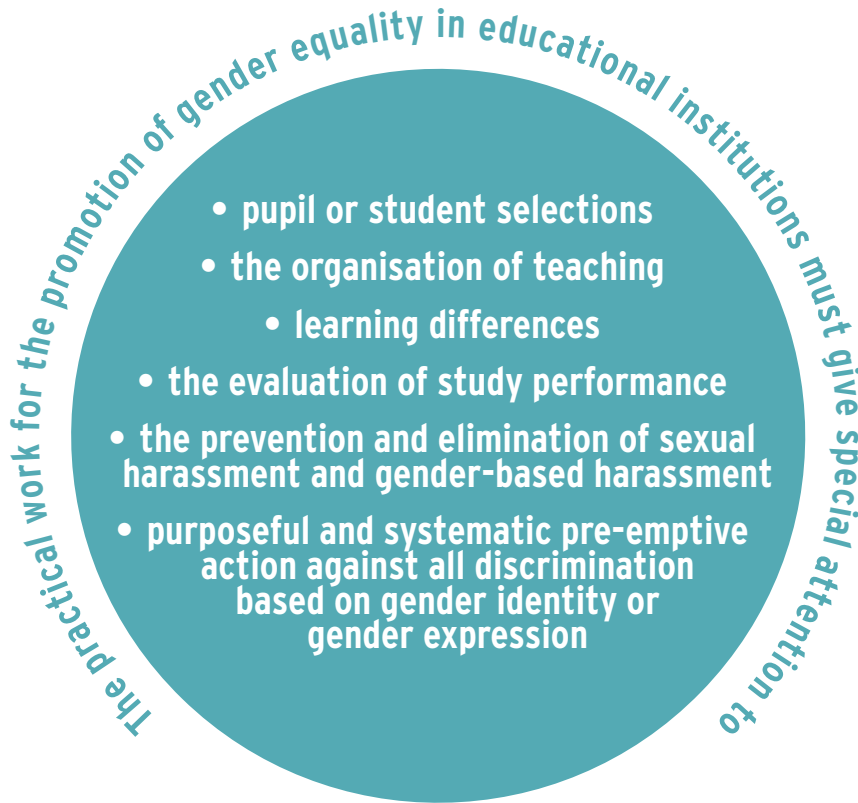 The practical work for the promotion of gender equality in educational institutions must give special attention to
• pupil or student selections
• the organisation of teaching
• learning differences
• the evaluation of study performance
• the prevention and elimination of sexual
harassment and gender-based harassment
• purposeful and systematic pre-emptive
action against all discrimination
based on gender identity or
gender expression